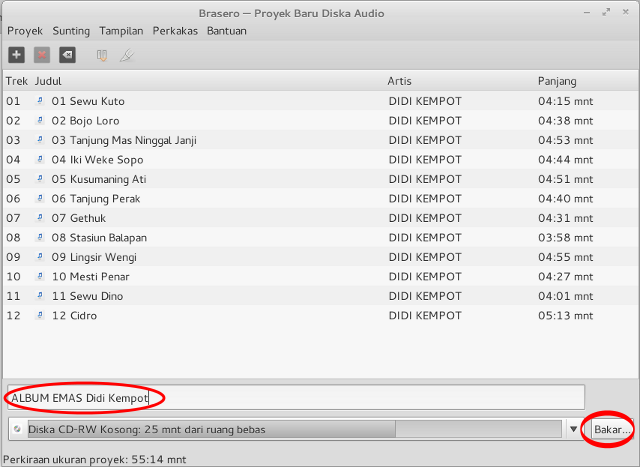 Brasero — Proyek Baru Diska Audio
Proyek Sunting Tampilan Perkakas Bantuan
Trek Judul Artis Panjang
01 01 Sewu Kuto DIDI KEMPOT 04:15 mnt
02 02 Bojo Loro DIDI KEMPOT 04:38 mnt
03 03 Tanjung Mas Ninggal Janji DIDI KEMPOT 04:53 mnt
04 04 Iki Weke Sopo DIDI KEMPOT 04:44 mnt
05 05 Kusumaning Ati DIDI KEMPOT 04:51 mnt
06 06 Tanjung Perak DIDI KEMPOT 04:40 mnt
07 07 Gethuk DIDI KEMPOT 04:31 mnt
08 08 Stasiun Balapan DIDI KEMPOT 03:58 mnt
09 09 Lingsir Wengi DIDI KEMPOT 04:55 mnt
10 10 Mesti Penar DIDI KEMPOT 04:27 mnt
11 11 Sewu Dino DIDI KEMPOT 04:01 mnt
12 12 Cidro DIDI KEMPOT 05:13 mnt
ALBUM EMAS Didi Kempot
Diska CD-RW Kosong: 25 mnt dari ruang bebas Bakar...
Perkiraan ukuran proyek: 55:14 mnt